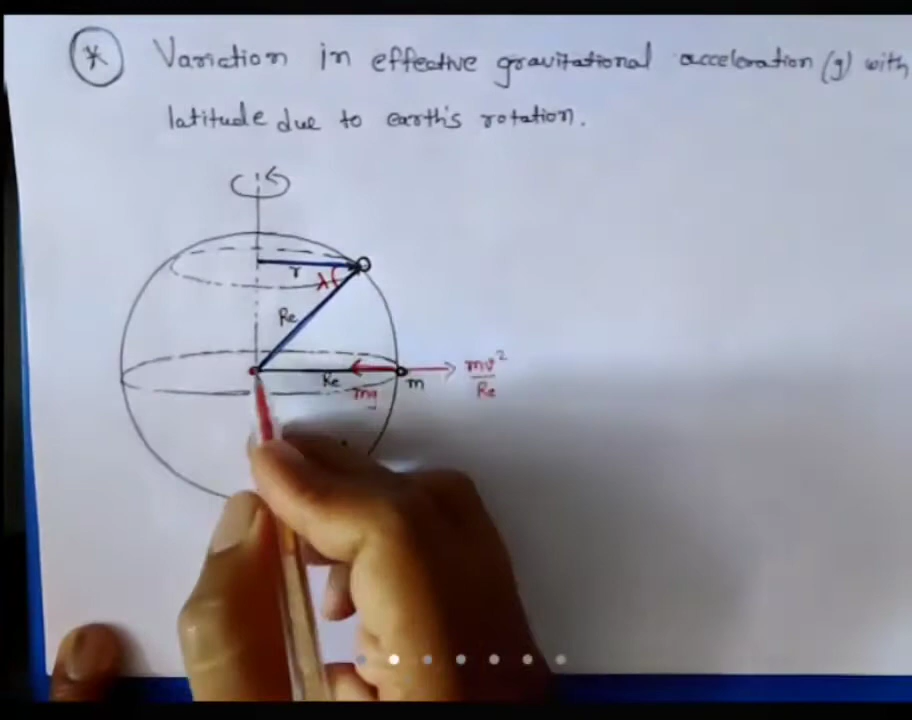 * Variation in effective gravitational acceleration (g) with
latitude due to earth's rotation.
r
λ
Re
Re
mg
m
mv²
Re